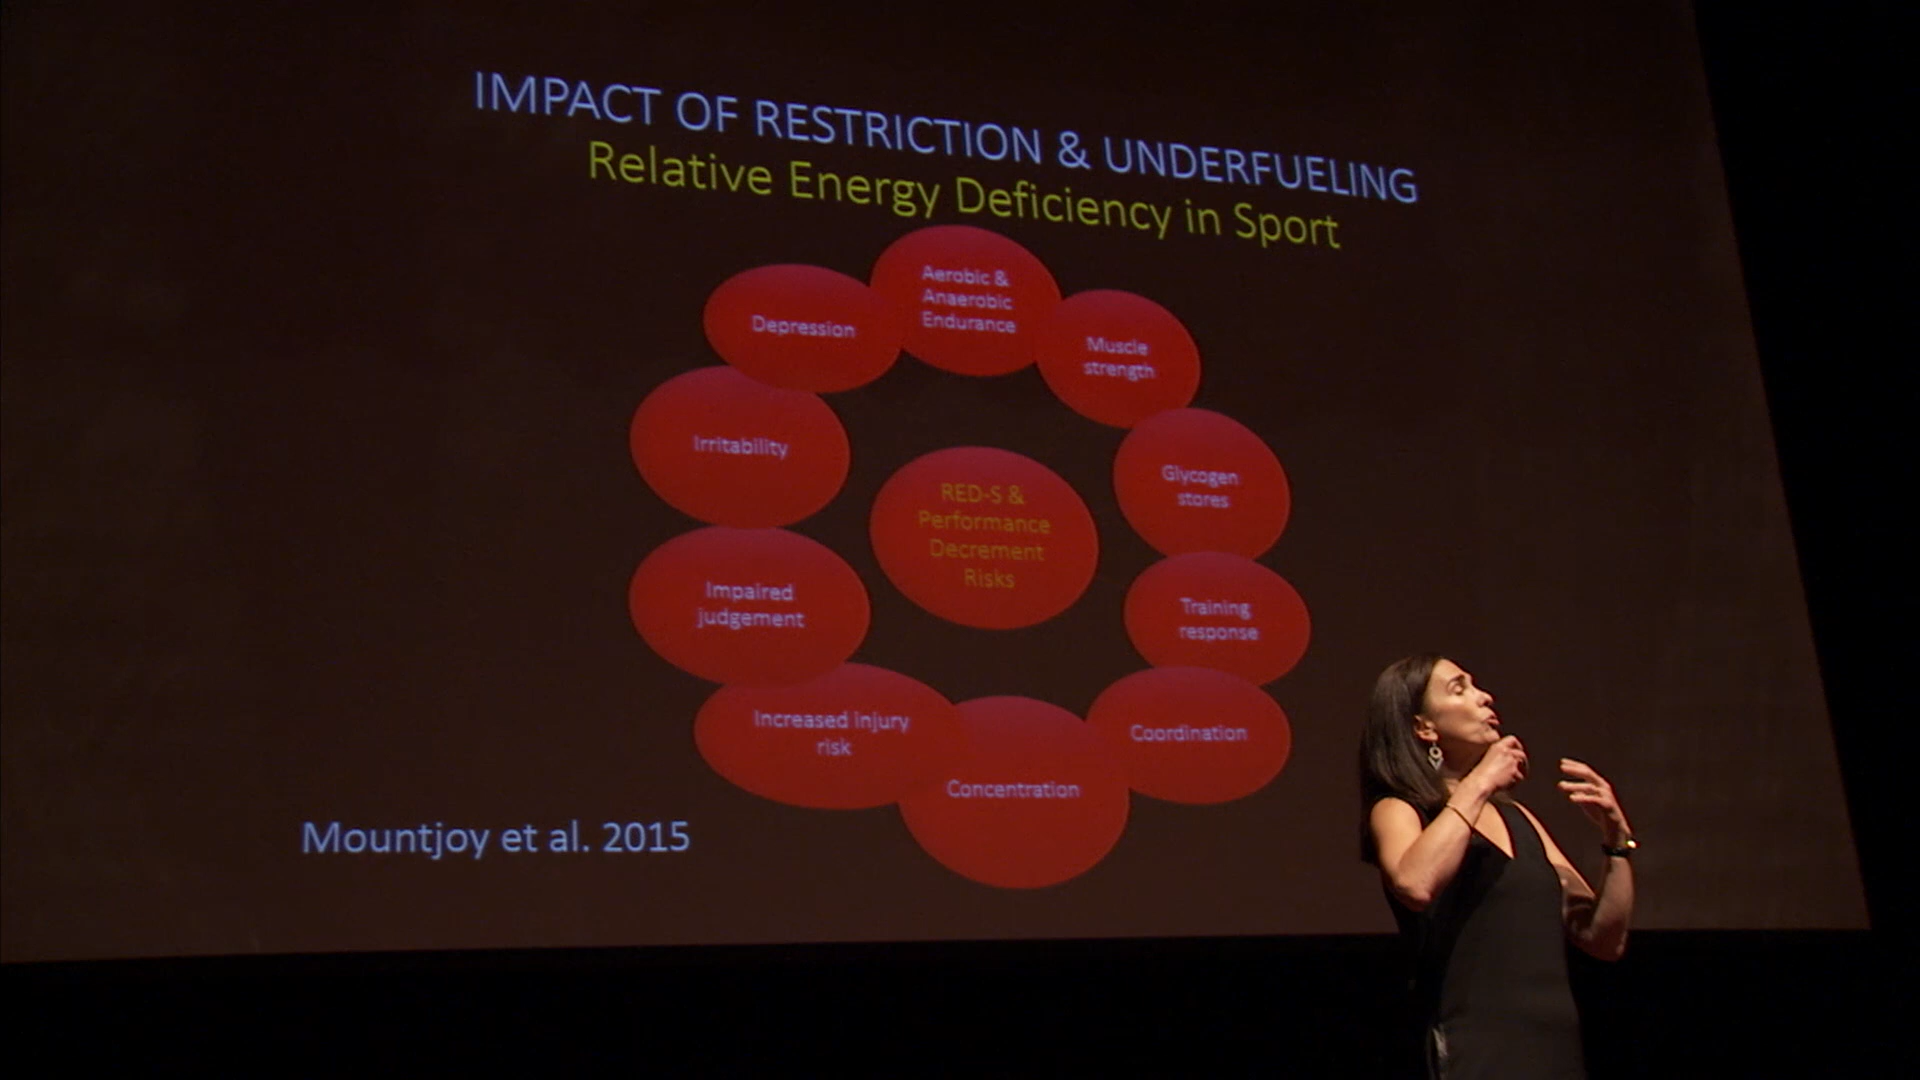 IMPACT OF RESTRICTION & UNDERFUELING
Relative Energy Deficiency in Sport
Aerobic &
Anaerobic
Endurance
Muscle
strength
Glycogen
stores
Training
response
Coordination
Concentration
Increased injury
risk
Impaired
judgement
Irritability
Depression
RED-S &
Performance
Decrement
Risks
Mountjoy et al. 2015